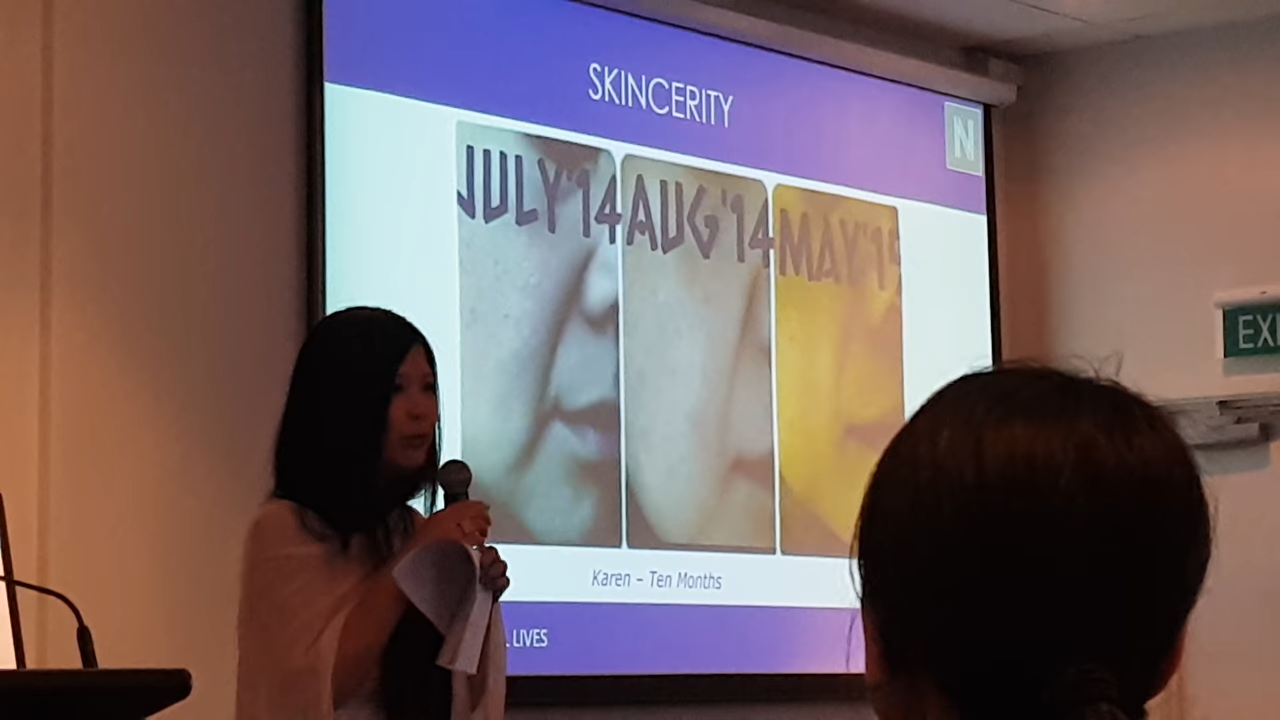 SKINCERITY
N
JULY'14
AUG'14
MAY'15
EXI
Karen – Ten Months
LIVES